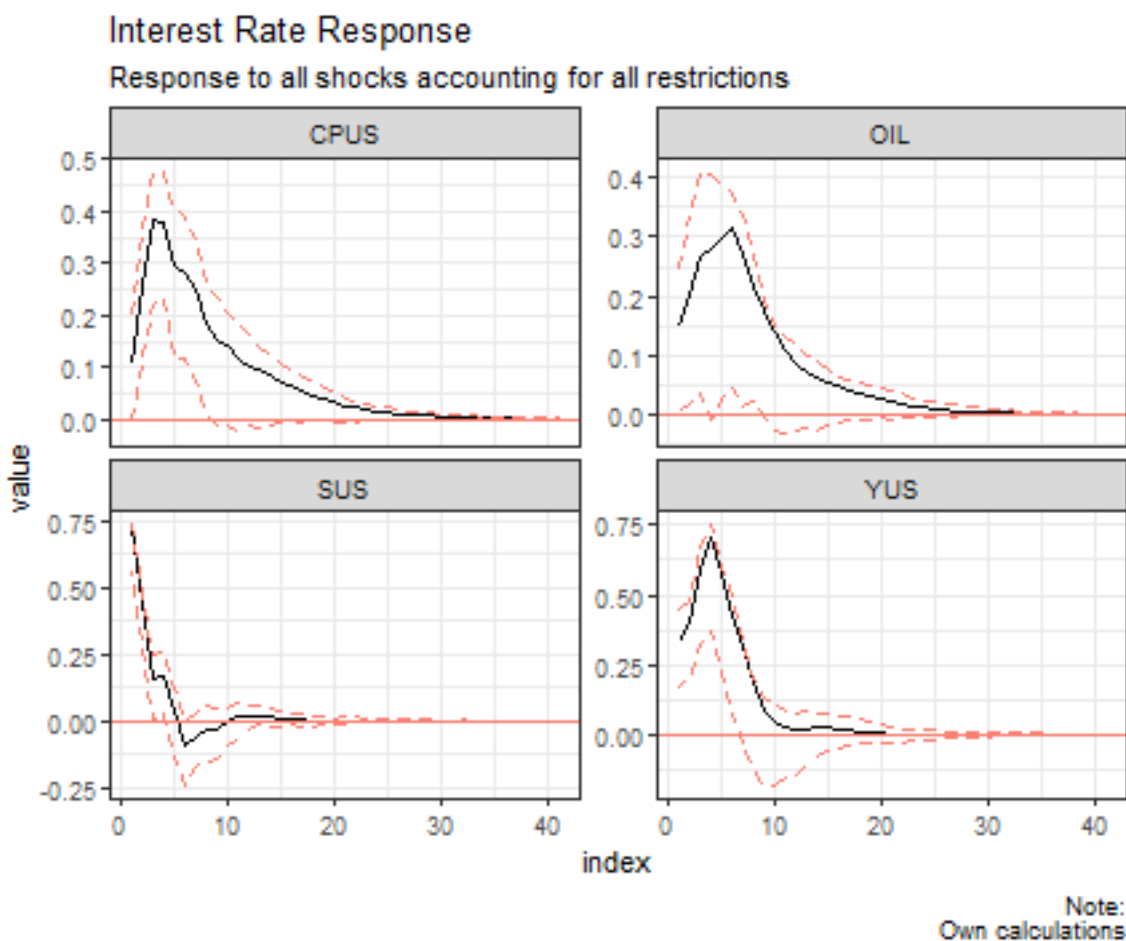 Interest Rate Response
Response to all shocks accounting for all restrictions
CPUS
OIL
0.5
0.4
0.3
0.2
0.1
0.0
0.4
0.3
0.2
0.1
0.0
value
SUS
YUS
0.75
0.50
0.25
0.00
-0.25
0.75
0.50
0.25
0.00
0 10 20 30 40
0 10 20 30 40
index
Note:
Own calculations